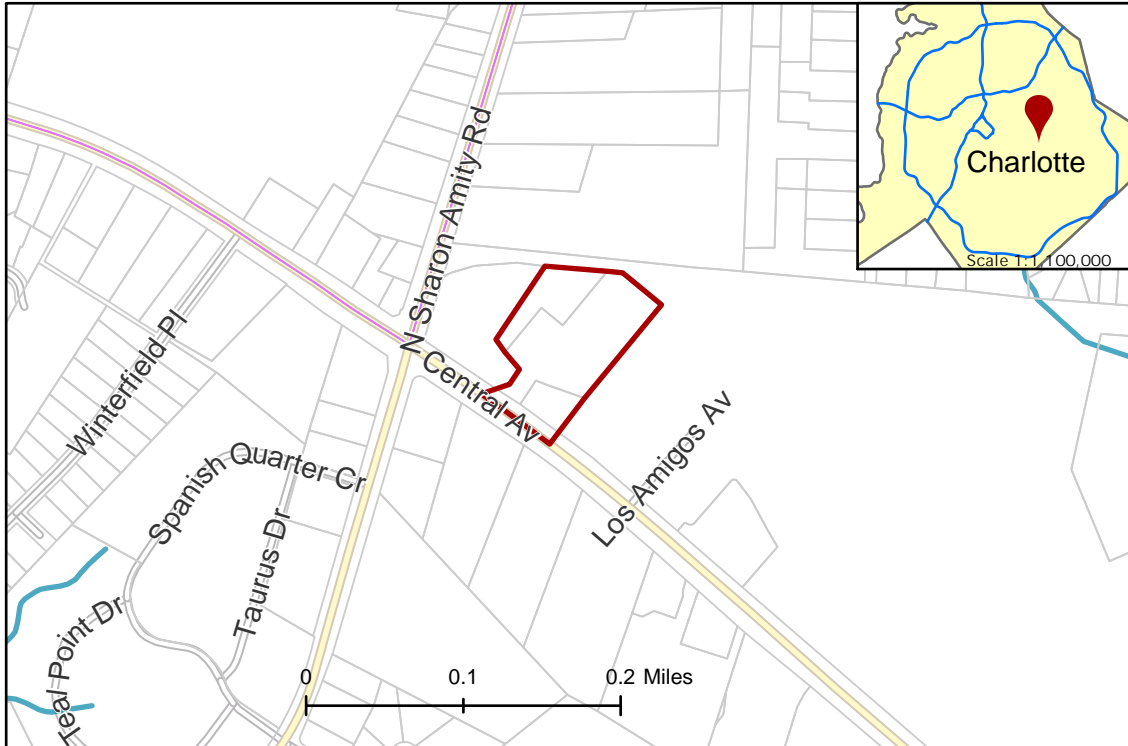 N Sharon Amity Rd
Charlotte
Scale 1:1,100,000
Winterfield Pl
Central Av
Los Amigos Av
Spanish Quarter Cr
Taurus Dr
Teal Point Dr
0 0.1 0.2 Miles